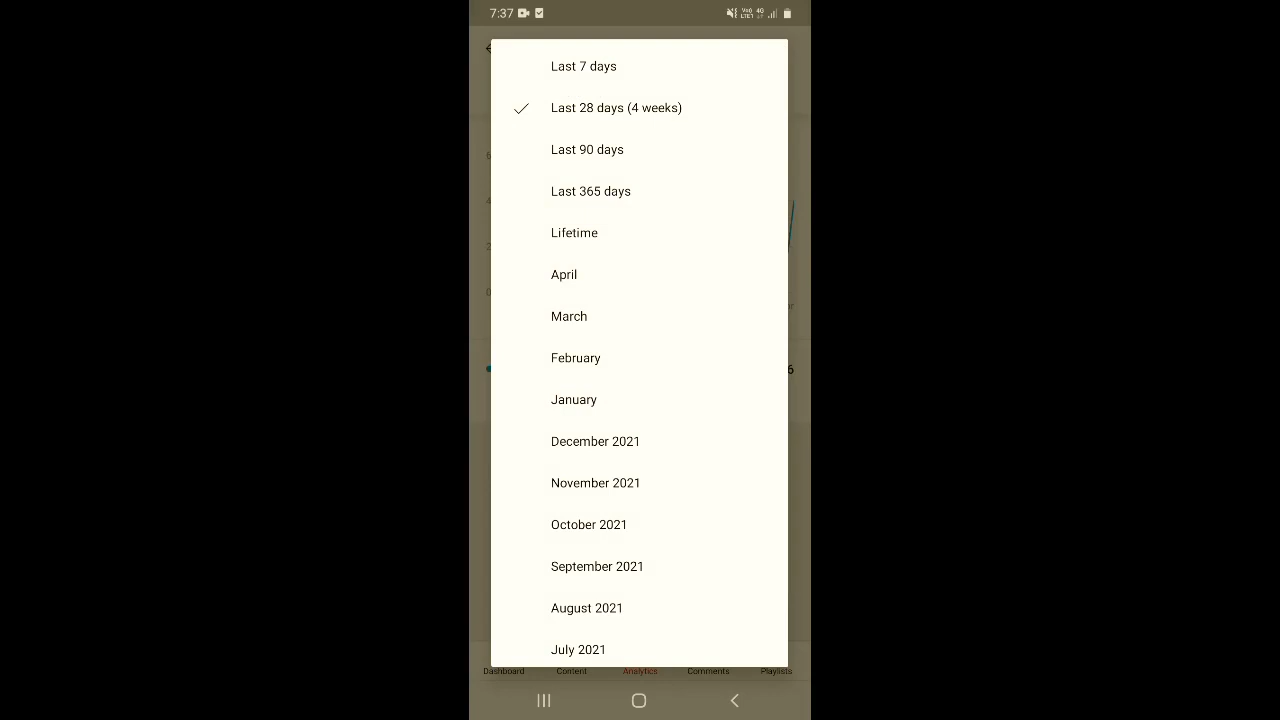 7:37
Last 7 days
Last 28 days (4 weeks)
Last 90 days
Last 365 days
Lifetime
April
March
February
January
December 2021
November 2021
October 2021
September 2021
August 2021
July 2021
Dashboard Content Analytics Comments Playlists